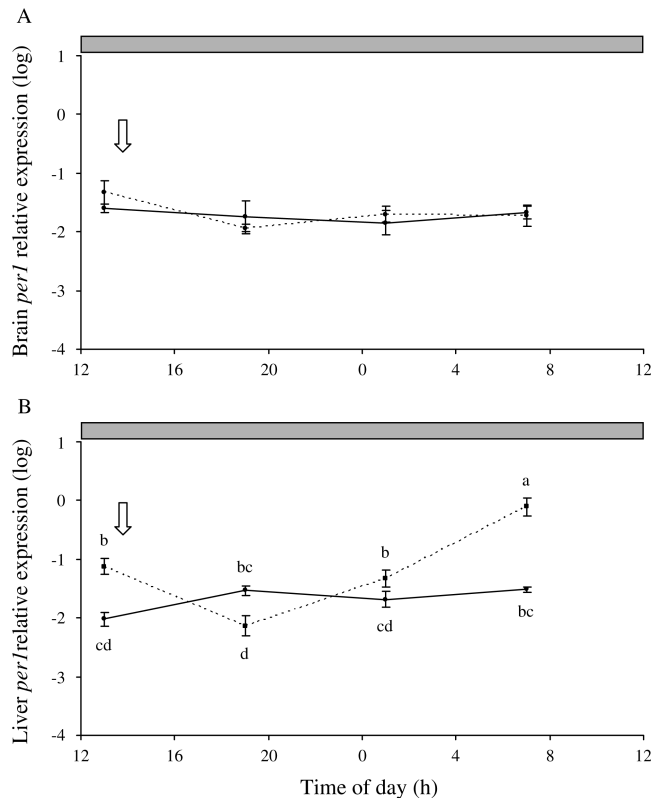 A
Brain per1 relative expression (log)
1
0
-1
-2
-3
-4
12 16 20 0 4 8 12
B
Liver per1relative expression (log)
1
0
-1
-2
-3
-4
a
b bc b
cd d cd bc
12 16 20 0 4 8 12
Time of day (h)